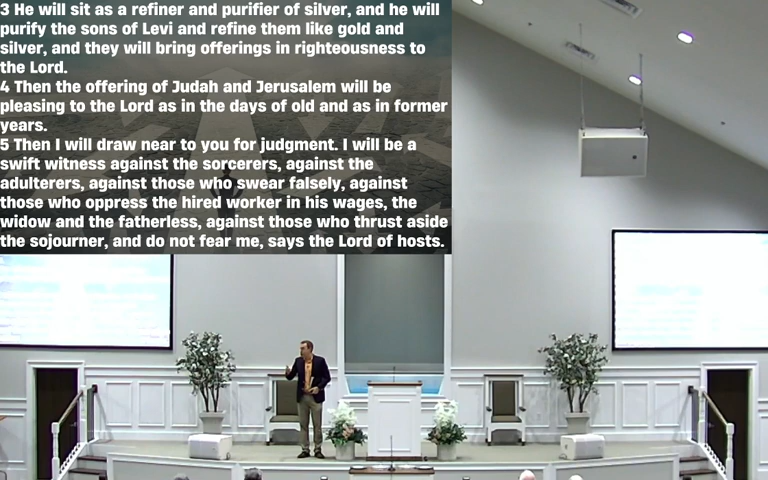 3 He will sit as a refiner and purifier of silver, and he will
purify the sons of Levi and refine them like gold and
silver, and they will bring offerings in righteousness to
the Lord.
4 Then the offering of Judah and Jerusalem will be
pleasing to the Lord as in the days of old and as in former
years.
5 Then I will draw near to you for judgment. I will be a
swift witness against the sorcerers, against the
adulterers, against those who swear falsely, against
those who oppress the hired worker in his wages, the
widow and the fatherless, against those who thrust aside
the sojourner, and do not fear me, says the Lord of hosts.